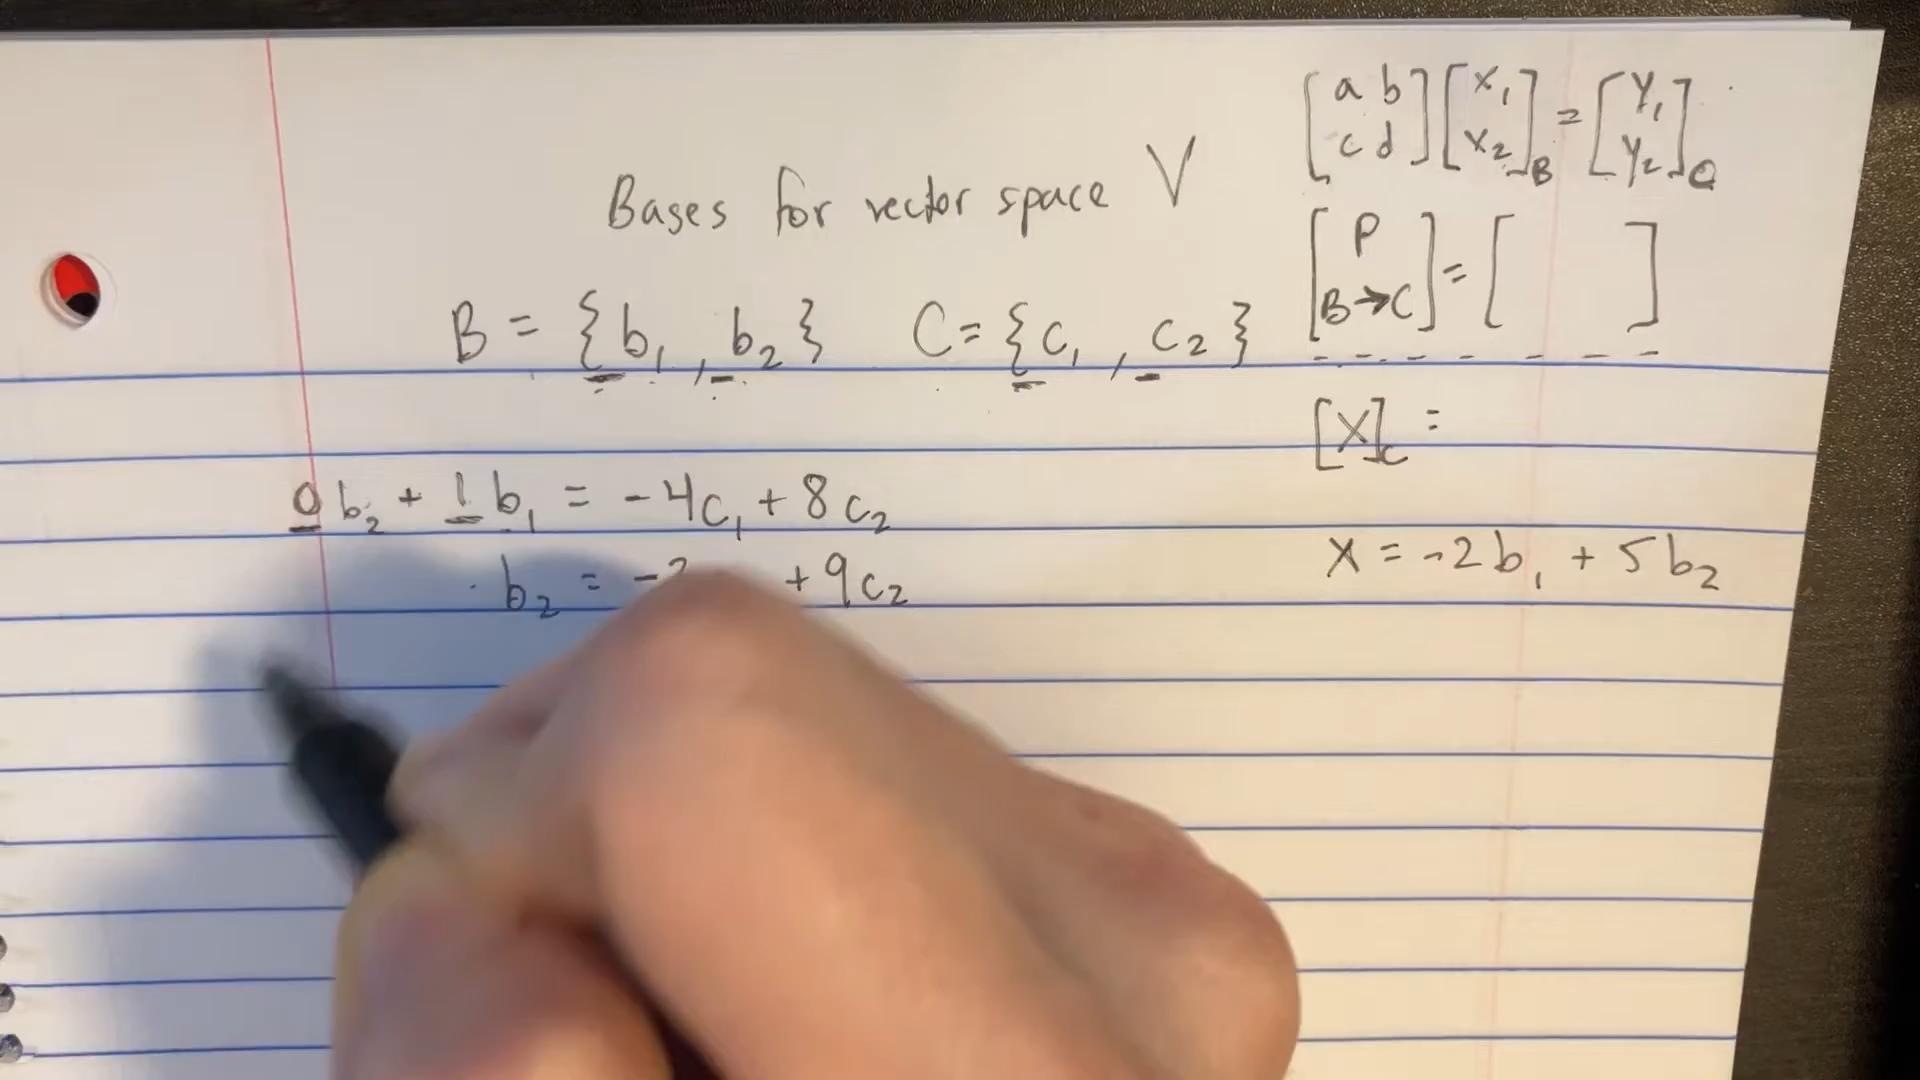 Bases for vector space V
B = { b₁ , b₂ } C = { c₁ , c₂ }
0 b₂ + 1 b₁ = -4c₁ + 8c₂
b₂ = - + 9c₂
[ a b
c d ] [ x₁
x₂ ]B = [ y₁
y₂ ]C
[ P
B→C ] = [ ]
[X]C =
X = -2b₁ + 5b₂